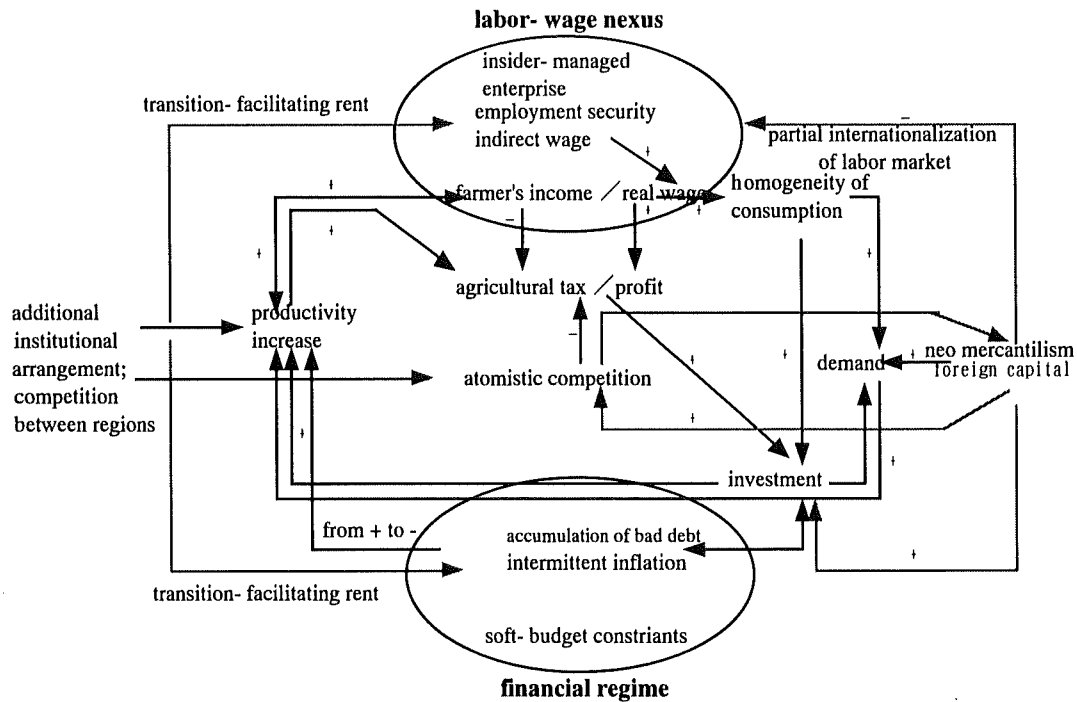 labor- wage nexus
insider- managed
enterprise
employment security
indirect wage
transition- facilitating rent
partial internationalization
of labor market
farmer's income / real wages
homogeneity of
consumption
agricultural tax / profit
additional
institutional
arrangement;
competition
between regions
productivity
increase
atomistic competition
demand
neo mercantilism
foreign capital
investment
from + to -
accumulation of bad debt
intermittent inflation
transition- facilitating rent
soft- budget constriants
financial regime
+
+
+
+
+
+
+
+
+
+
+
+
+
+
−
−
−